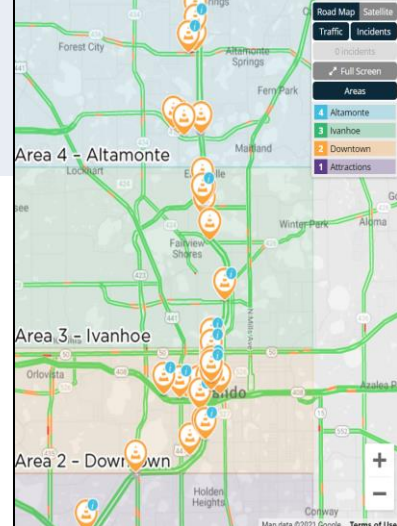 Road Map Satellite
Traffic Incidents
0 incidents
Full Screen
Areas
4 Altamonte
3 Ivanhoe
2 Downtown
1 Attractions
Forest City
Altamonte
Springs
Fern Park
Maitland
Area 4 - Altamonte
Lockhart
Winter Park
Aloma
Fairview
Shores
N Mills Ave
Area 3 - Ivanhoe
Orlovista
Azalea P
Area 2 - Downtown
Holden
Heights
Conway
Map data ©2021 Google Terms of Use